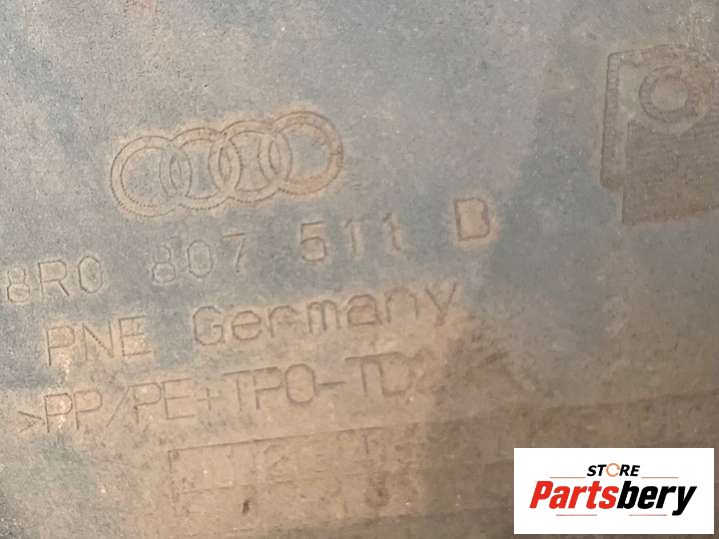 8R0 807 511 D
PNE Germany
>PP/PE+TPO-TD
STORE
Partsbery